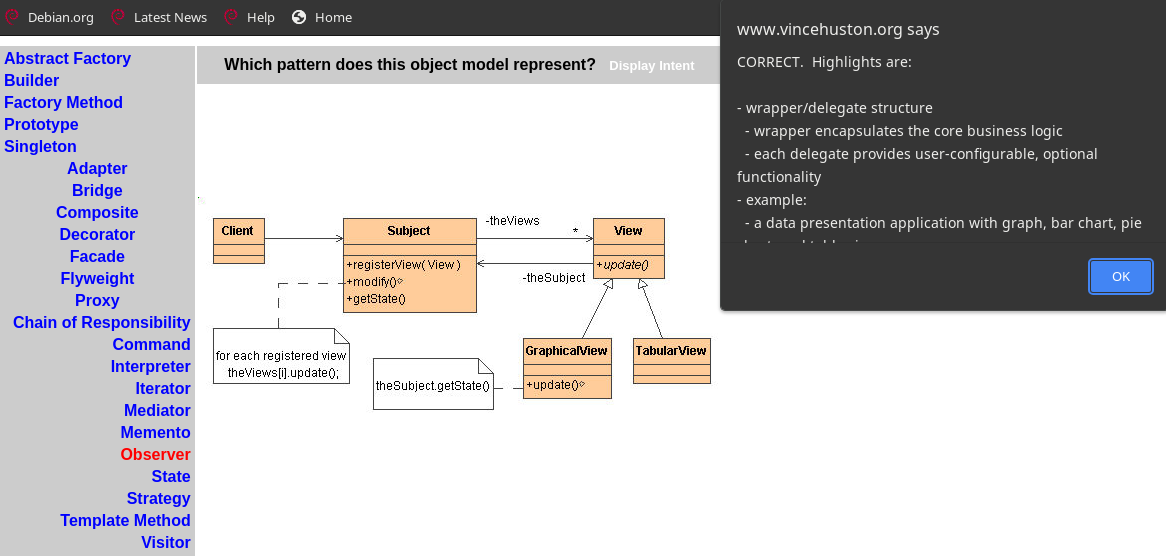 Debian.org Latest News Help Home
www.vincehuston.org says
CORRECT. Highlights are:
- wrapper/delegate structure
- wrapper encapsulates the core business logic
- each delegate provides user-configurable, optional
functionality
- example:
- a data presentation application with graph, bar chart, pie
OK
Abstract Factory
Builder
Factory Method
Prototype
Singleton
Adapter
Bridge
Composite
Decorator
Facade
Flyweight
Proxy
Chain of Responsibility
Command
Interpreter
Iterator
Mediator
Memento
Observer
State
Strategy
Template Method
Visitor
Which pattern does this object model represent? Display Intent
Client
Subject
+registerView( View )
+modify()
+getState()
-theViews
*
-theSubject
View
+update()
for each registered view
theViews[i].update();
theSubject.getState()
GraphicalView
+update()
TabularView